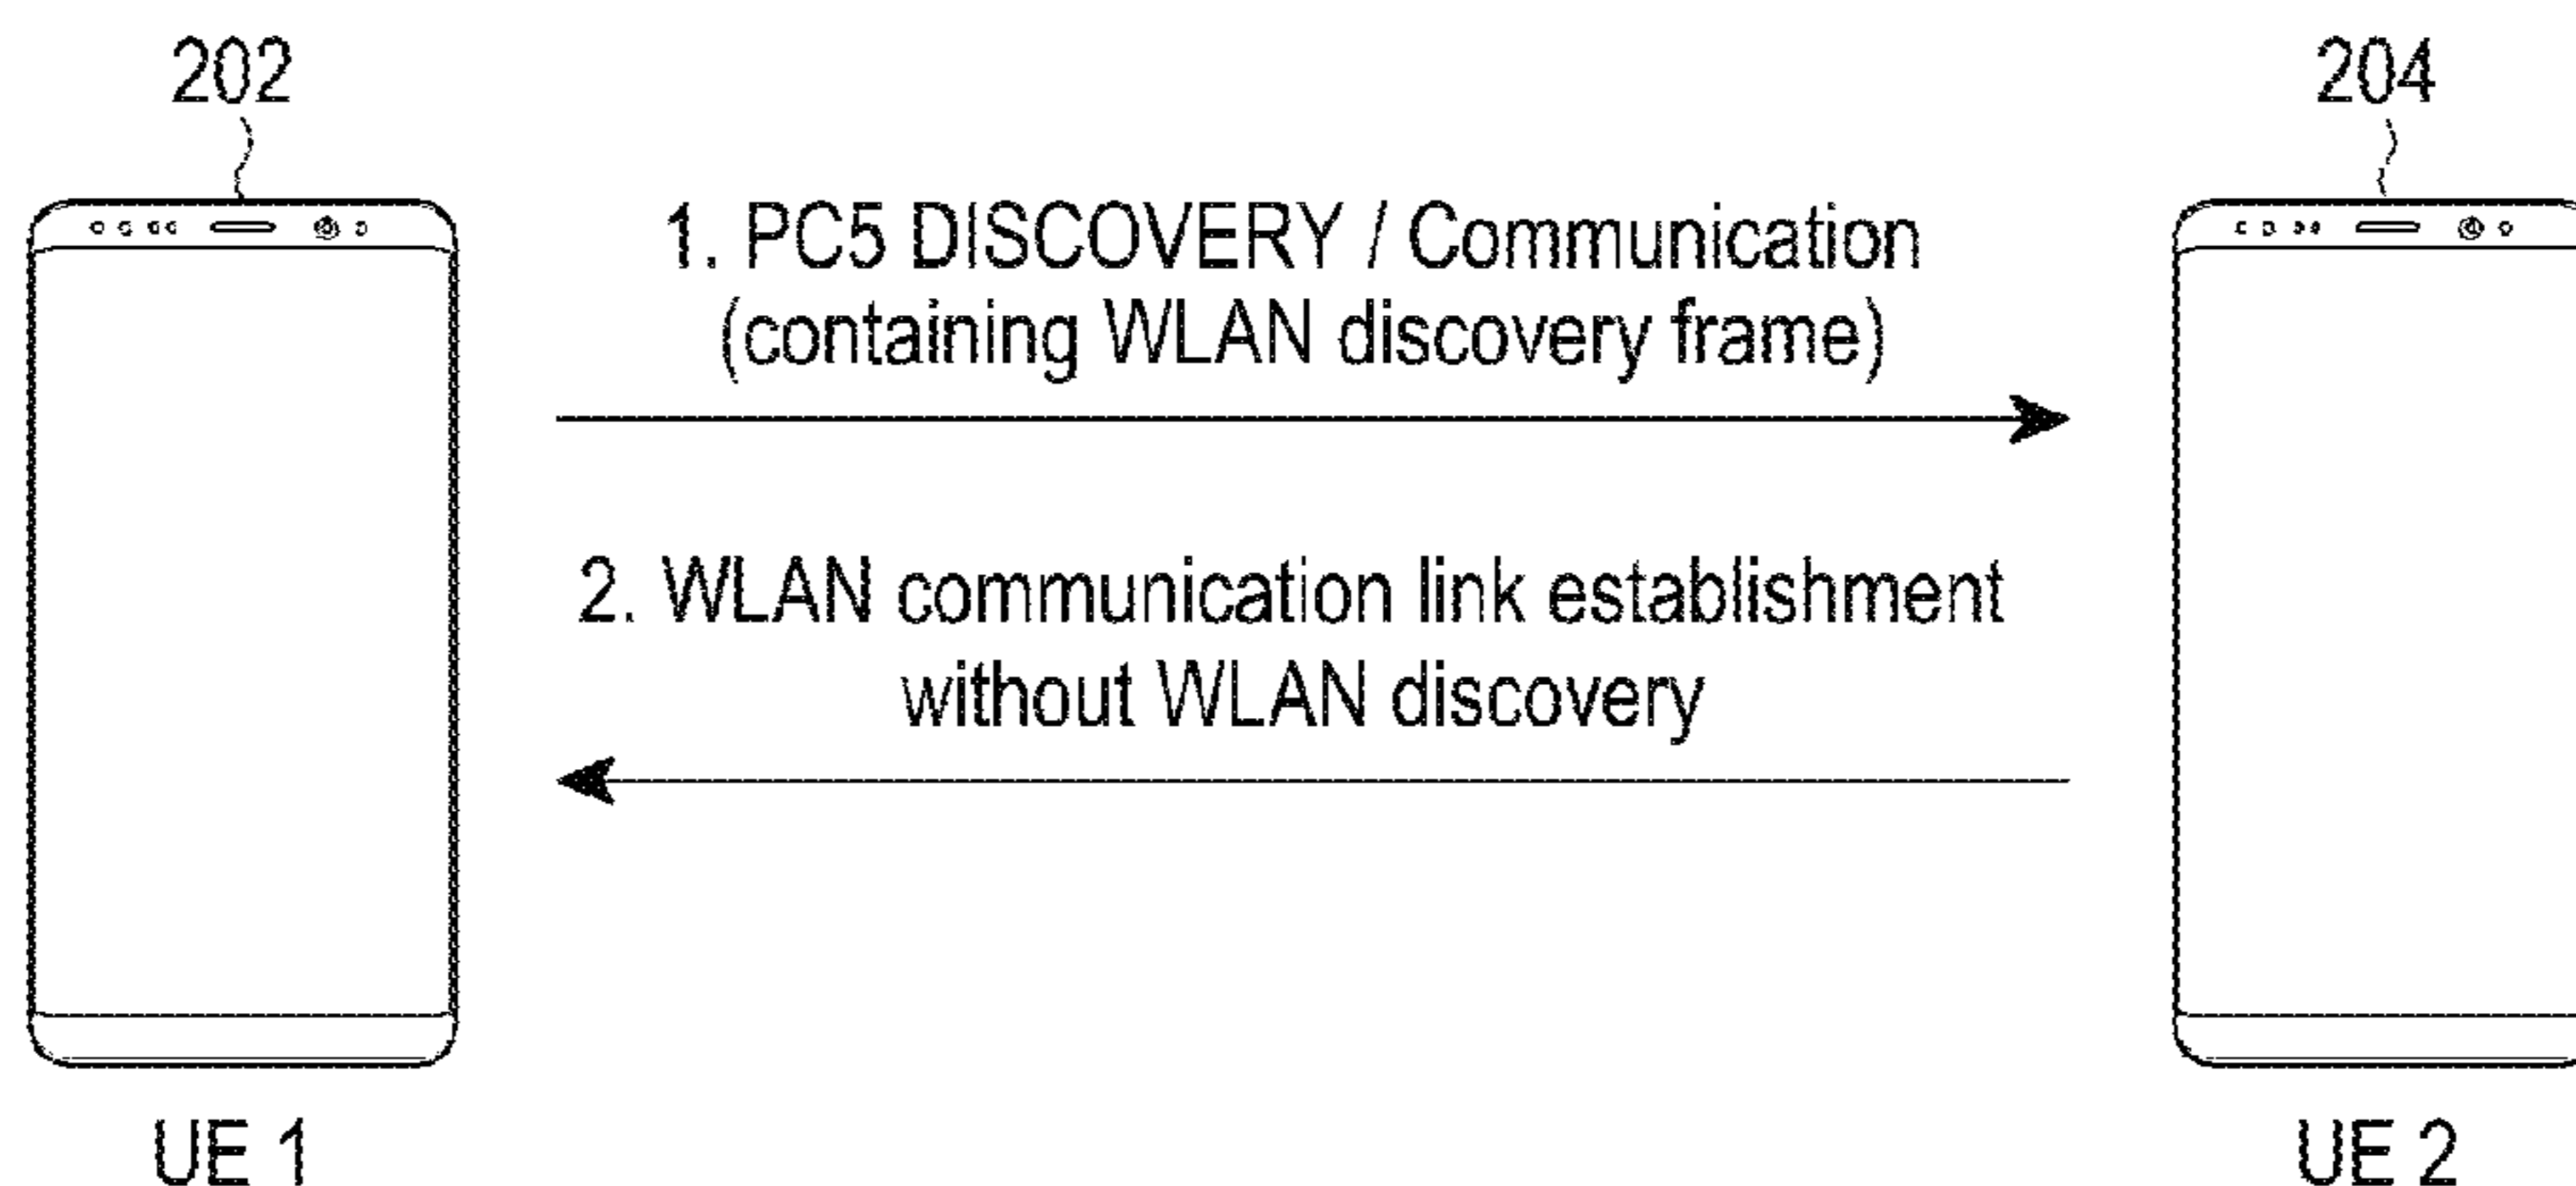 202
204
1. PC5 DISCOVERY / Communication
(containing WLAN discovery frame)
2. WLAN communication link establishment
without WLAN discovery
UE 1
UE 2